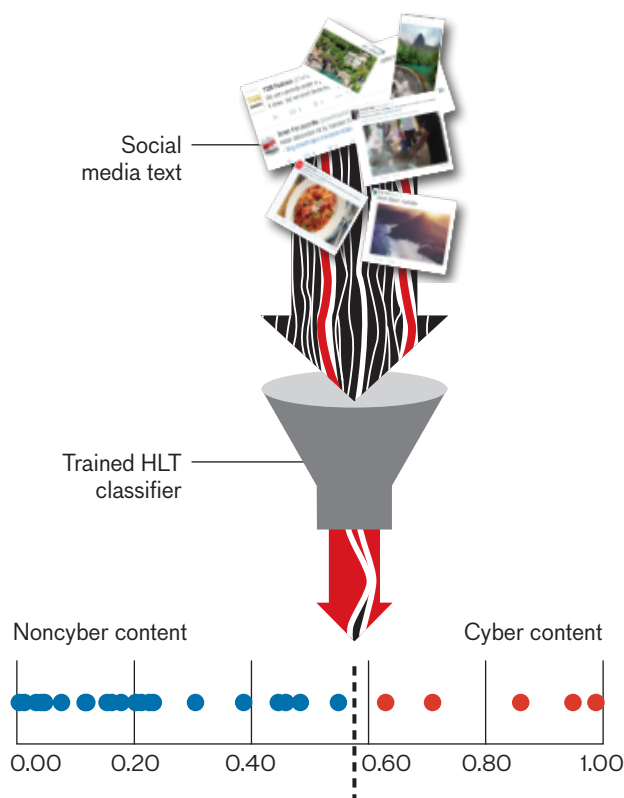 Social
media text
Trained HLT
classifier
Noncyber content
Cyber content
0.00
0.20
0.40
0.60
0.80
1.00